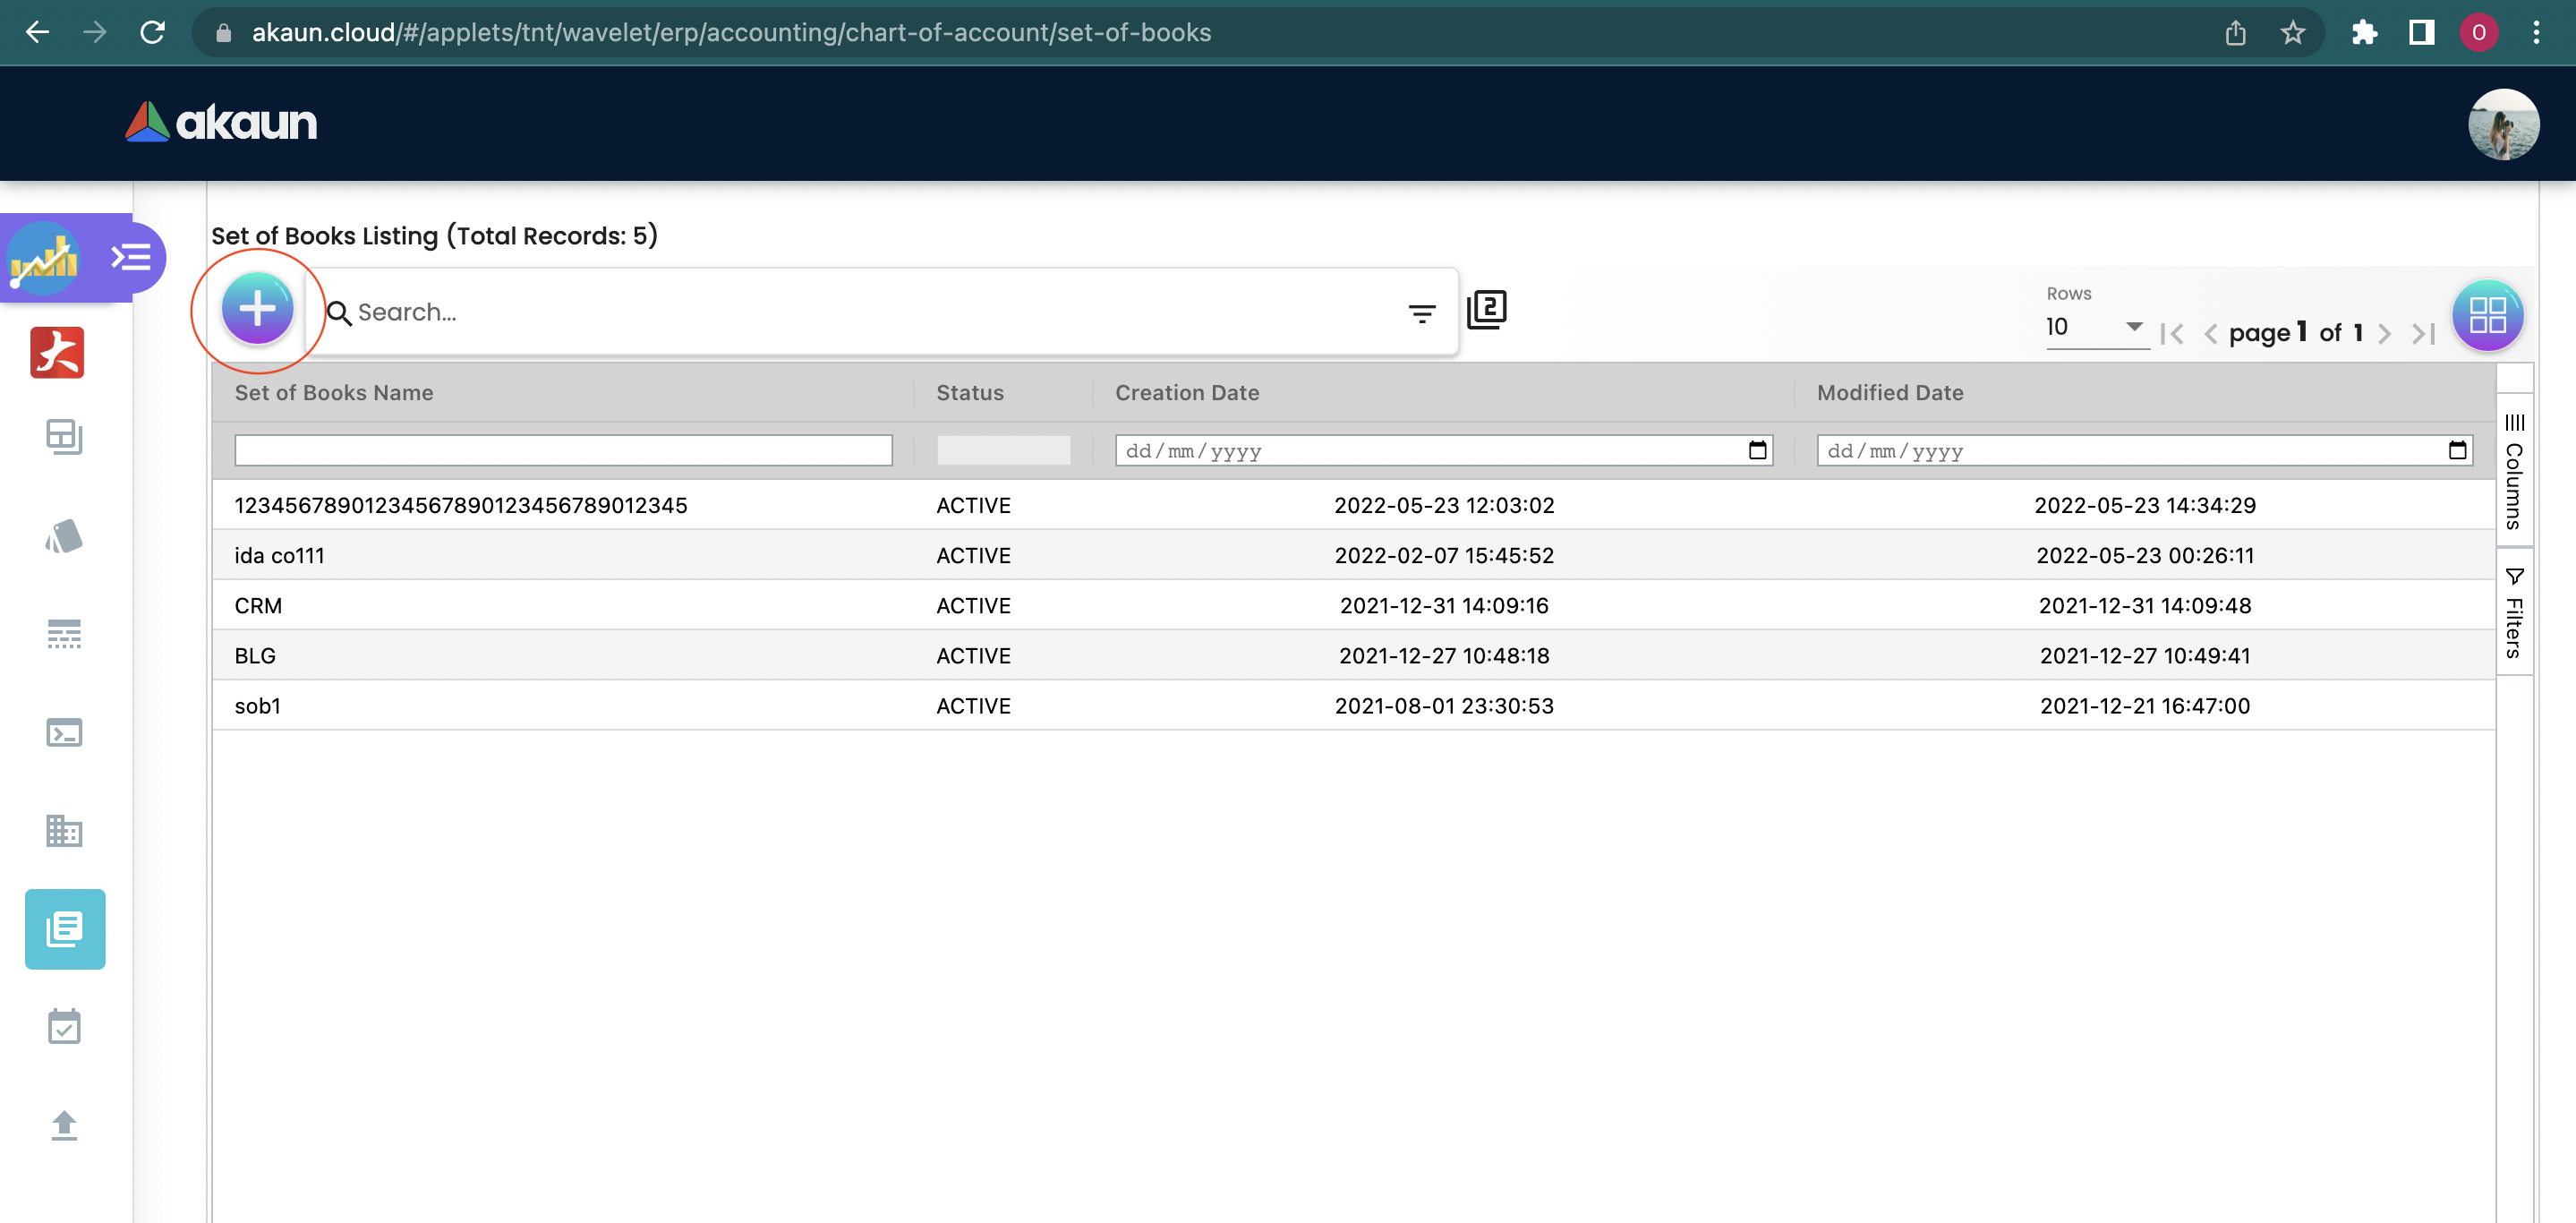 akaun.cloud/#/applets/tnt/wavelet/erp/accounting/chart-of-account/set-of-books
O
akaun
Set of Books Listing (Total Records: 5)
Search...
2
Rows
10
page 1 of 1
Set of Books Name Status Creation Date Modified Date
dd/mm/yyyy dd/mm/yyyy
12345678901234567890123456789012345 ACTIVE 2022-05-23 12:03:02 2022-05-23 14:34:29
ida co111 ACTIVE 2022-02-07 15:45:52 2022-05-23 00:26:11
CRM ACTIVE 2021-12-31 14:09:16 2021-12-31 14:09:48
BLG ACTIVE 2021-12-27 10:48:18 2021-12-27 10:49:41
sob1 ACTIVE 2021-08-01 23:30:53 2021-12-21 16:47:00
Columns
Filters